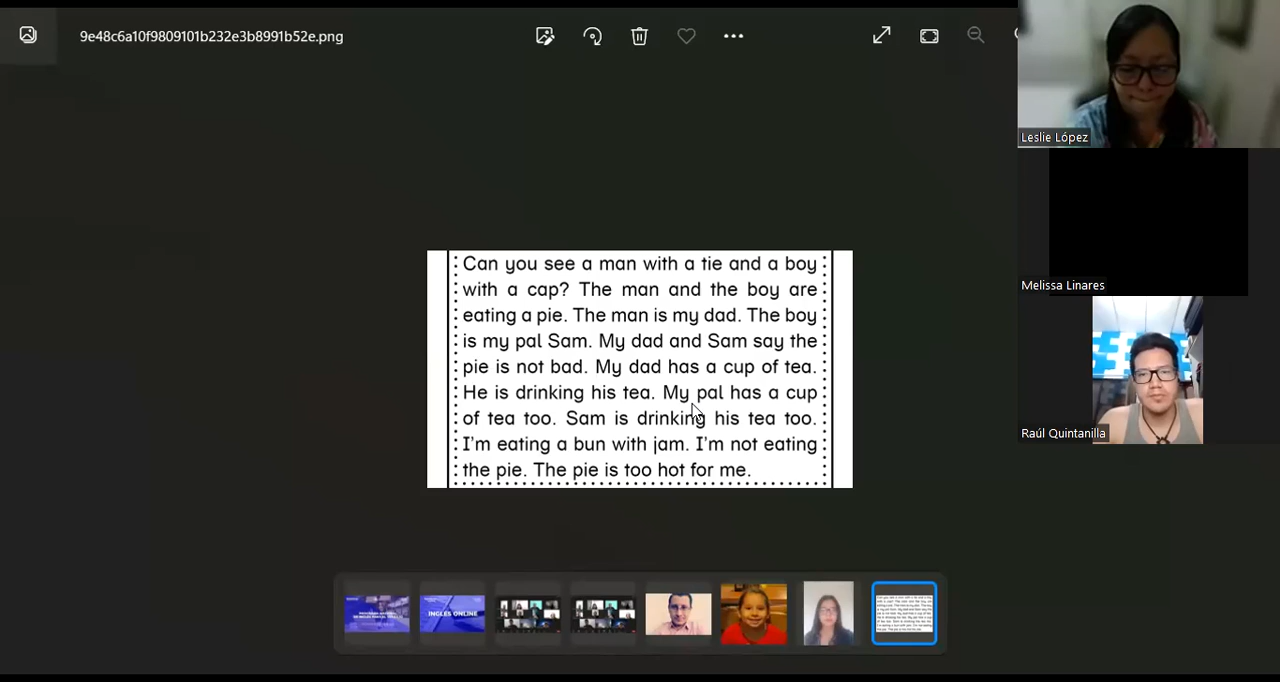 9e48c6a10f9809101b232e3b8991b52e.png
Leslie López
Melissa Linares
Raúl Quintanilla
Can you see a man with a tie and a boy
with a cap? The man and the boy are
eating a pie. The man is my dad. The boy
is my pal Sam. My dad and Sam say the
pie is not bad. My dad has a cup of tea.
He is drinking his tea. My pal has a cup
of tea too. Sam is drinking his tea too.
I'm eating a bun with jam. I'm not eating
the pie. The pie is too hot for me.
INGLÉS ONLINE